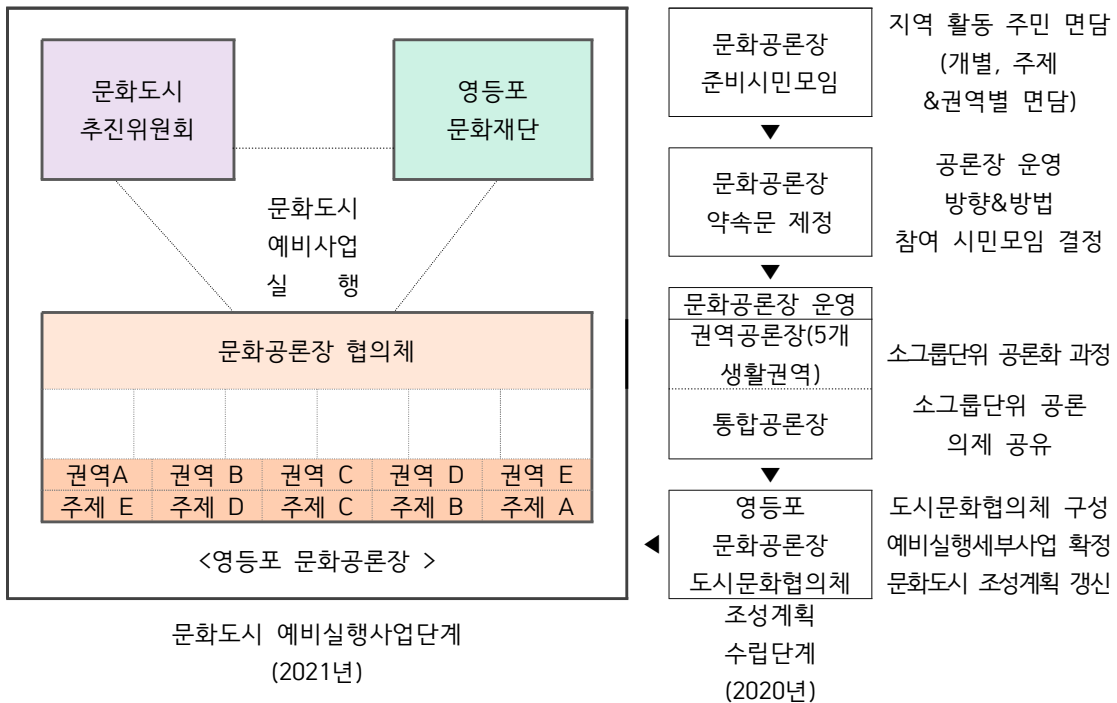 문화도시
추진위원회
영등포
문화재단
문화도시
예비사업
실 행
문화공론장 협의체
권역A 권역 B 권역 C 권역 D 권역 E
주제 E 주제 D 주제 C 주제 B 주제 A
<영등포 문화공론장 >
문화도시 예비실행사업단계
(2021년)
문화공론장
준비시민모임
지역 활동 주민 면담
(개별, 주제
&권역별 면담)
▼
문화공론장
약속문 제정
공론장 운영
방향&방법
참여 시민모임 결정
▼
문화공론장 운영
권역공론장(5개
생활권역)
소그룹단위 공론화 과정
통합공론장
소그룹단위 공론
의제 공유
▼
◀
영등포
문화공론장
도시문화협의체
도시문화협의체 구성
예비실행세부사업 확정
문화도시 조성계획 갱신
조성계획
수립단계
(2020년)